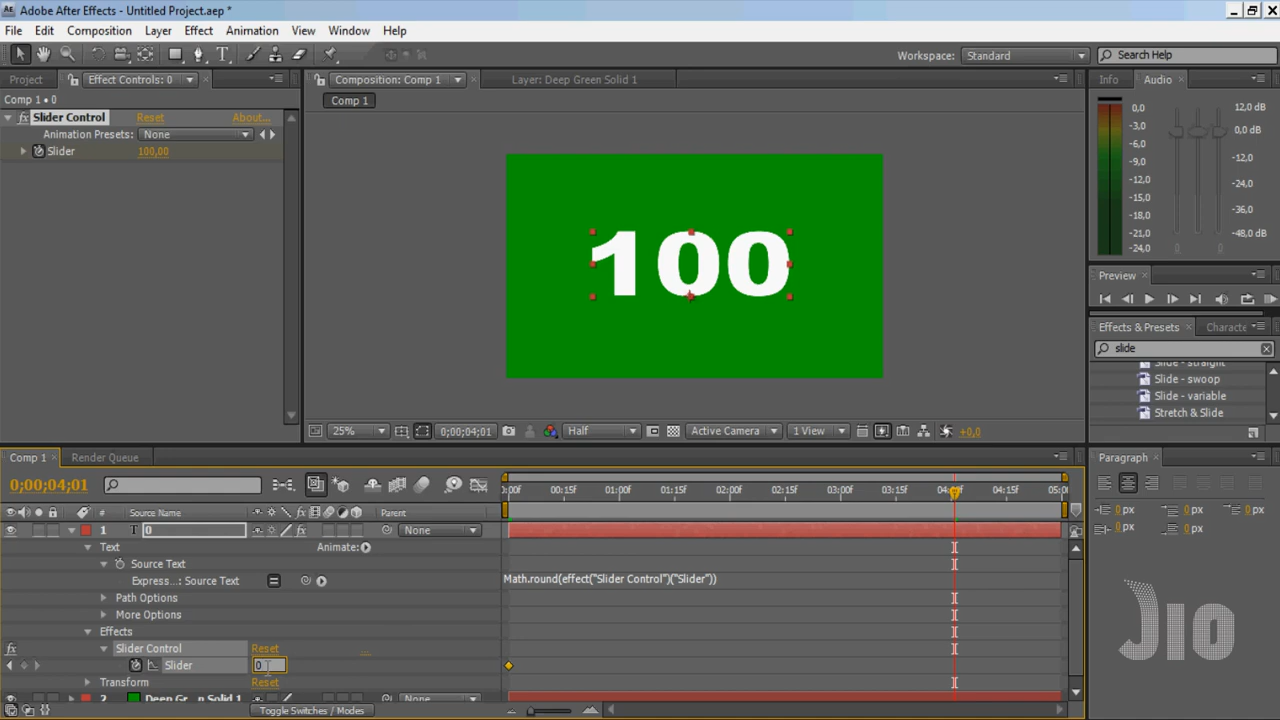 Adobe After Effects - Untitled Project.aep *
File Edit Composition Layer Effect Animation View Window Help
Workspace: Standard Search Help
Project Effect Controls: 0 Composition: Comp 1 Layer: Deep Green Solid 1 Info Audio
Comp 1 • 0
Comp 1
Slider Control Reset About...
Animation Presets: None
Slider 100,00
100
0,0 12,0 dB
-3,0
-6,0 0,0 dB
-9,0
-12,0 -12,0
-15,0
-18,0 -24,0
-21,0 -36,0
-24,0 -48,0 dB
0 0
Preview
Effects & Presets Characte
slide
Slide - straight
Slide - swoop
Slide - variable
Stretch & Slide
25% 0;00;04;01 Half Active Camera 1 View +0,0
Comp 1 Render Queue Paragraph
0;00;04;01
00f 00:15f 01:00f 01:15f 02:00f 02:15f 03:00f 03:15f 04:00f 04:15f 05:0
# Source Name Parent
1 T 0 None
Text Animate:
Source Text
Express...: Source Text Math.round(effect("Slider Control")("Slider"))
Path Options
More Options
Effects
Slider Control Reset ...
Slider 0
Transform Reset
2 Deep Gr...n Solid 1 None
Toggle Switches / Modes
0 px 0 px 0 px
0 px 0 px
Jio